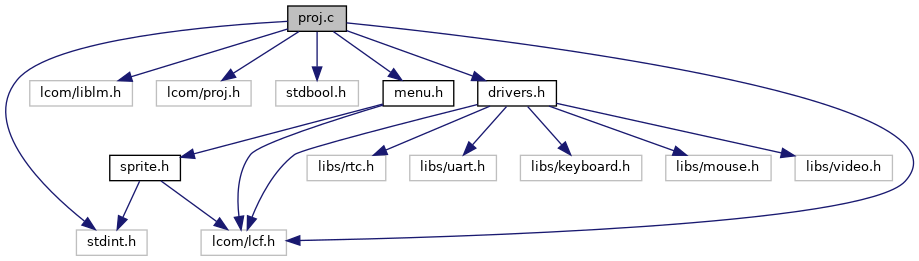 proj.c
lcom/liblm.h
lcom/proj.h
stdbool.h
menu.h
drivers.h
sprite.h
libs/rtc.h
libs/uart.h
libs/keyboard.h
libs/mouse.h
libs/video.h
stdint.h
lcom/lcf.h